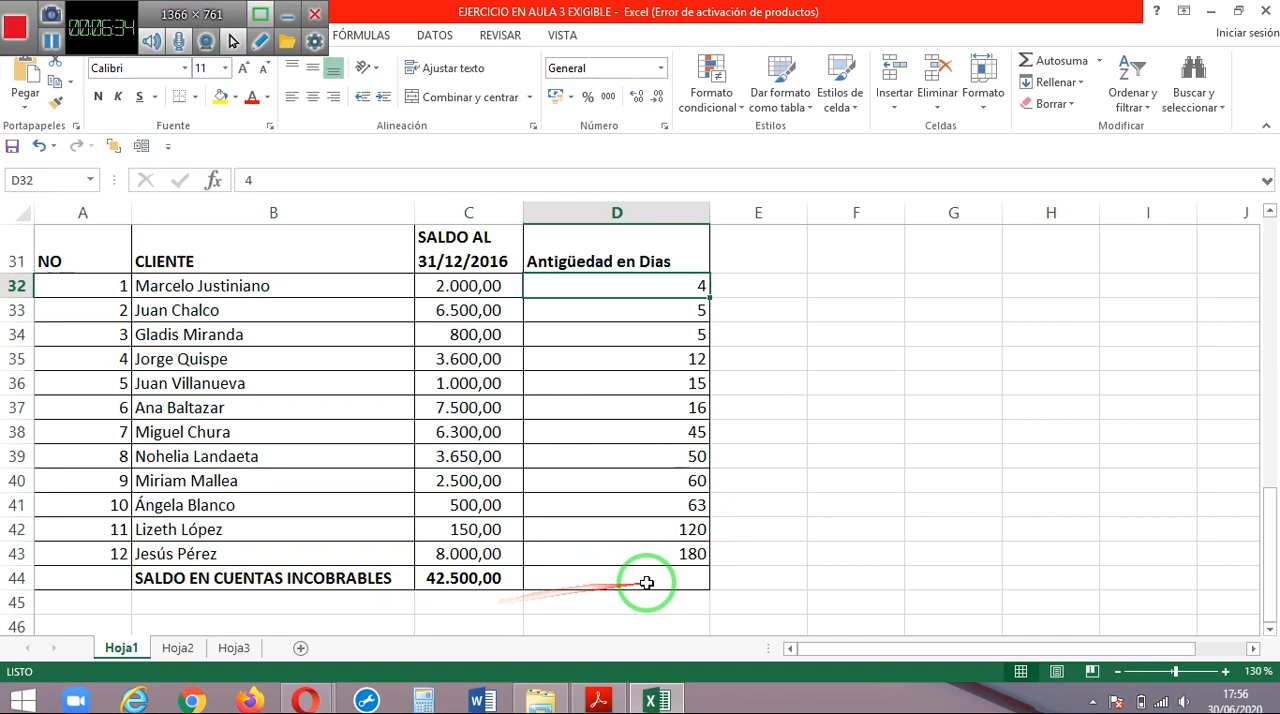 1366 × 761
00:06:34
EJERCICIO EN AULA 3 EXIGIBLE - Excel (Error de activación de productos)
FÓRMULAS DATOS REVISAR VISTA
Iniciar sesión
Pegar
Calibri 11
N K S
Ajustar texto
Combinar y centrar
General
% 000
Formato condicional
Dar formato como tabla
Estilos de celda
Insertar Eliminar Formato
Autosuma
Rellenar
Borrar
Ordenar y filtrar
Buscar y seleccionar
Portapapeles Fuente Alineación Número Estilos Celdas Modificar
D32 fx 4
A B C D E F G H I J
31 NO CLIENTE SALDO AL 31/12/2016 Antigüedad en Dias
32 1 Marcelo Justiniano 2.000,00 4
33 2 Juan Chalco 6.500,00 5
34 3 Gladis Miranda 800,00 5
35 4 Jorge Quispe 3.600,00 12
36 5 Juan Villanueva 1.000,00 15
37 6 Ana Baltazar 7.500,00 16
38 7 Miguel Chura 6.300,00 45
39 8 Nohelia Landaeta 3.650,00 50
40 9 Miriam Mallea 2.500,00 60
41 10 Ángela Blanco 500,00 63
42 11 Lizeth López 150,00 120
43 12 Jesús Pérez 8.000,00 180
44 SALDO EN CUENTAS INCOBRABLES 42.500,00
45
46
Hoja1 Hoja2 Hoja3
LISTO 130 %
17:56
30/06/2020